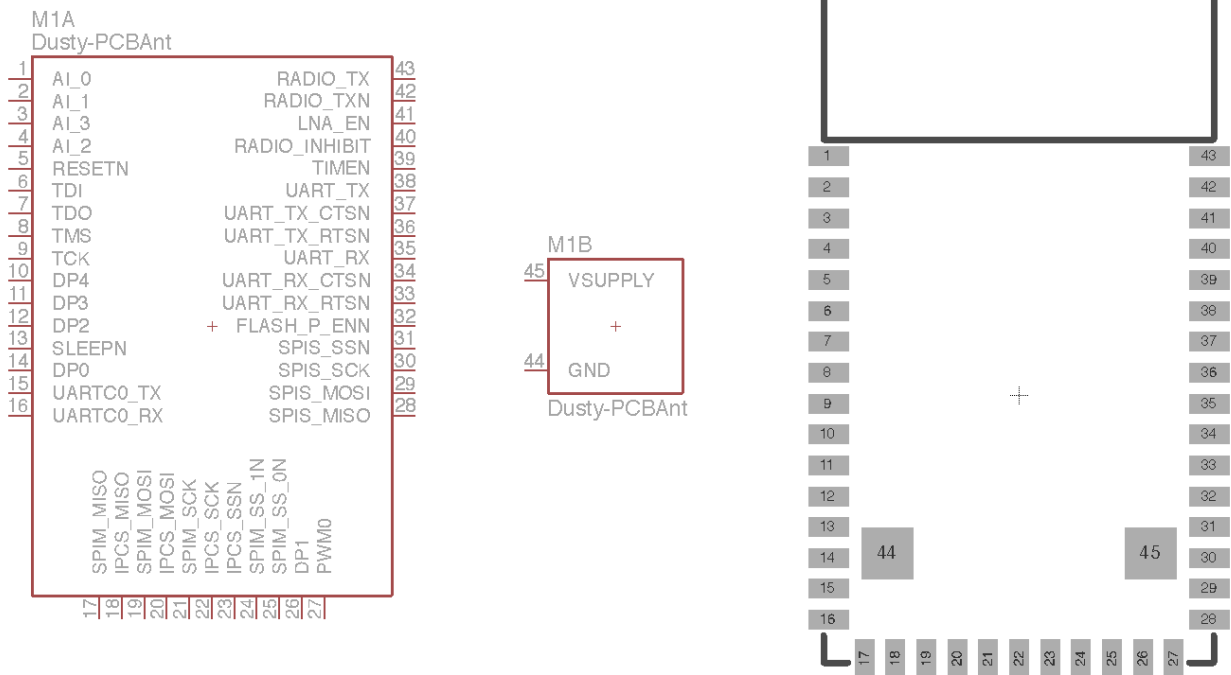 M1A
Dusty-PCBAnt
1 AI_0 RADIO_TX 43
2 AI_1 RADIO_TXN 42
3 AI_3 LNA_EN 41
4 AI_2 RADIO_INHIBIT 40
5 RESETN TIMEN 39
6 TDI UART_TX 38
7 TDO UART_TX_CTSN 37
8 TMS UART_TX_RTSN 36
9 TCK UART_RX 35
10 DP4 UART_RX_CTSN 34
11 DP3 UART_RX_RTSN 33
12 DP2 FLASH_P_ENN 32
13 SLEEPN SPIS_SSN 31
14 DP0 SPIS_SCK 30
15 UARTC0_TX SPIS_MOSI 29
16 UARTC0_RX SPIS_MISO 28
SPIM_MISO
IPCS_MISO
SPIM_MOSI
IPCS_MOSI
SPIM_SCK
IPCS_SCK
IPCS_SSN
SPIM_SS_1N
SPIM_SS_0N
DP1
PWM0
17 18 19 20 21 22 23 24 25 26 27
M1B
45 VSUPPLY
44 GND
Dusty-PCBAnt
1 43
2 42
3 41
4 40
5 39
6 38
7 37
8 36
9 35
10 34
11 33
12 32
13 31
44 45
14 30
15 29
16 28
17 18 19 20 21 22 23 24 25 26 27